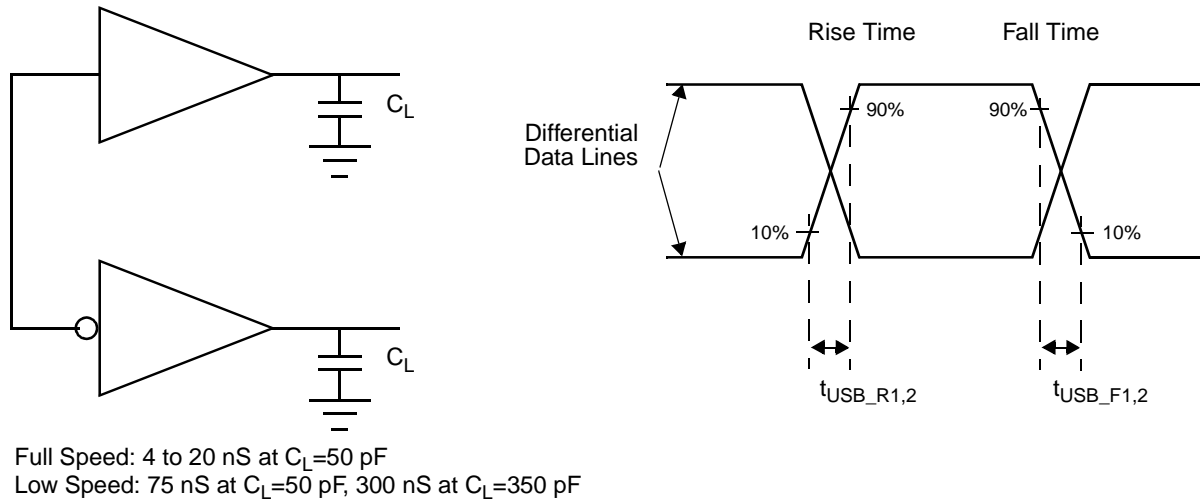 Rise Time
Fall Time
C_L
90%
90%
Differential
Data Lines
10%
10%
C_L
t_USB_R1,2
t_USB_F1,2
Full Speed: 4 to 20 nS at C_L=50 pF
Low Speed: 75 nS at C_L=50 pF, 300 nS at C_L=350 pF